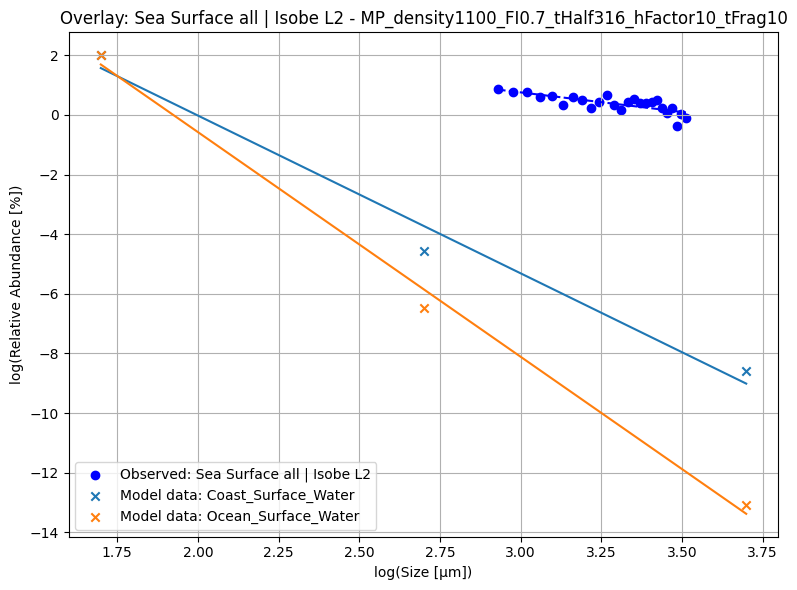 Overlay: Sea Surface all | Isobe L2 - MP_density1100_FI0.7_tHalf316_hFactor10_tFrag10
log(Relative Abundance [%])
2
0
−2
−4
−6
−8
−10
−12
−14
Observed: Sea Surface all | Isobe L2
Model data: Coast_Surface_Water
Model data: Ocean_Surface_Water
1.75 2.00 2.25 2.50 2.75 3.00 3.25 3.50 3.75
log(Size [μm])